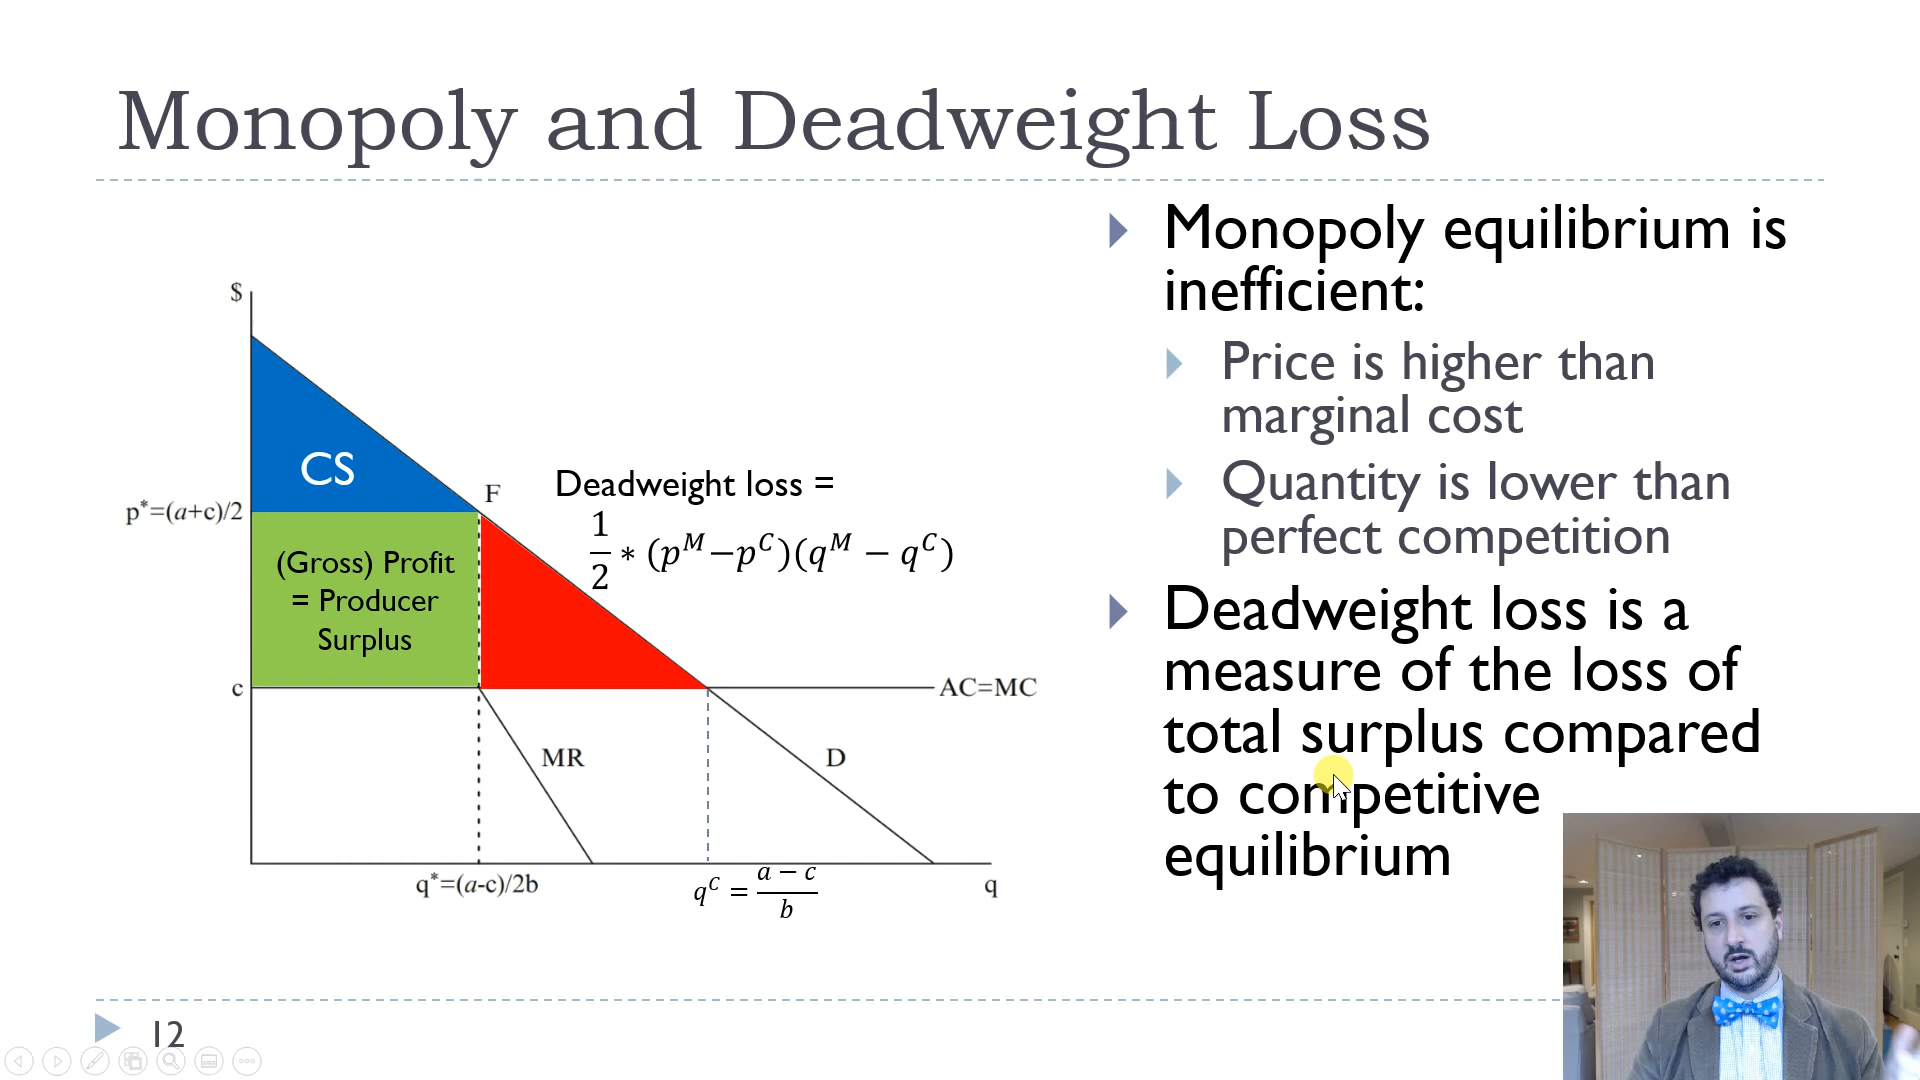 Monopoly and Deadweight Loss
$
CS
F
p*=(a+c)/2
(Gross) Profit
= Producer
Surplus
Deadweight loss =
1/2 * (p^M − p^C)(q^M − q^C)
c
AC=MC
MR
D
q*=(a-c)/2b
q^C = (a − c)/b
q
Monopoly equilibrium is
inefficient:
Price is higher than
marginal cost
Quantity is lower than
perfect competition
Deadweight loss is a
measure of the loss of
total surplus compared
to competitive
equilibrium
12